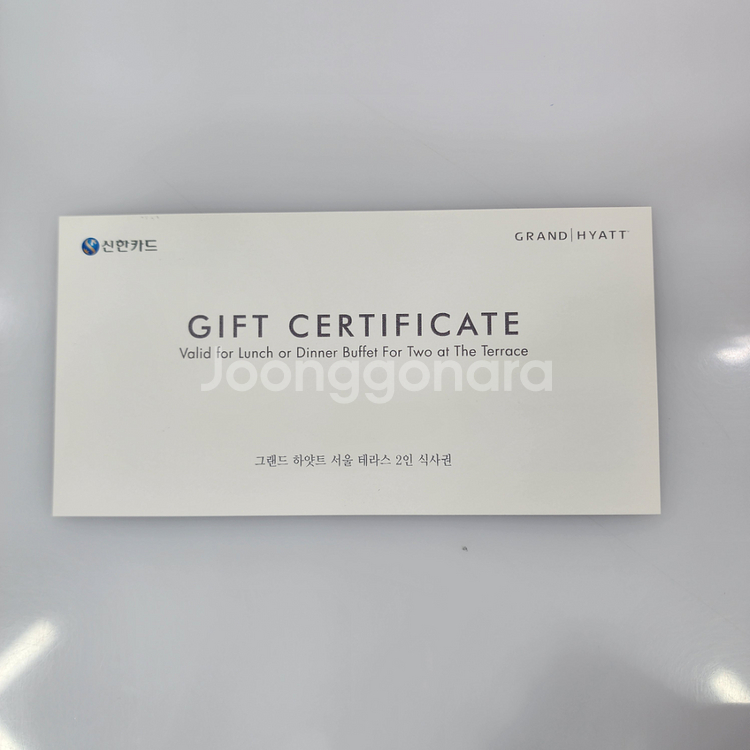 신한카드
GRAND|HYATT
GIFT CERTIFICATE
Valid for Lunch or Dinner Buffet For Two at The Terrace
Joonggonara
그랜드 하얏트 서울 테라스 2인 식사권